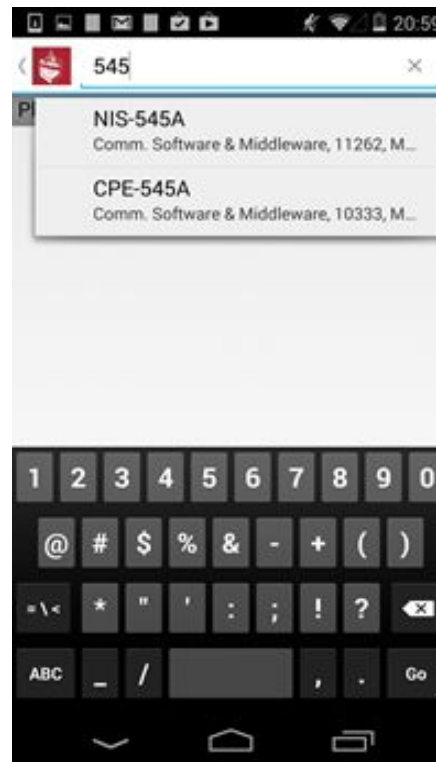 20:59
545
Pl
NIS-545A
Comm. Software & Middleware, 11262, M...
CPE-545A
Comm. Software & Middleware, 10333, M...
1 2 3 4 5 6 7 8 9 0
@ # $ % & - + ( )
=\< * " ' : ; ! ?
ABC _ / , . Go